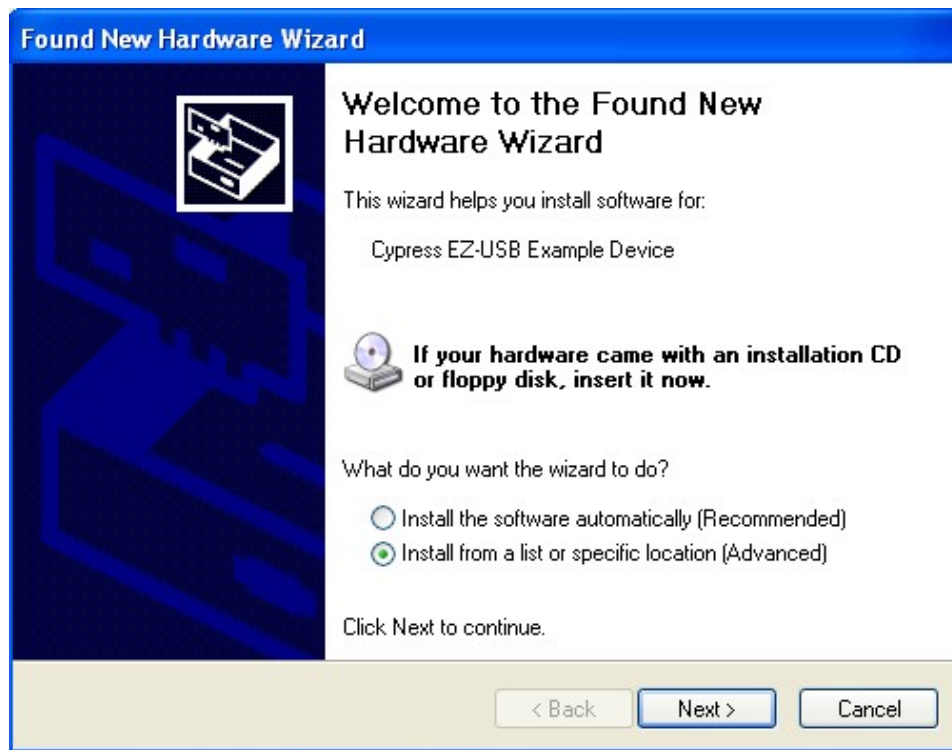 Found New Hardware Wizard
Welcome to the Found New
Hardware Wizard
This wizard helps you install software for:
Cypress EZ-USB Example Device
If your hardware came with an installation CD
or floppy disk, insert it now.
What do you want the wizard to do?
Install the software automatically (Recommended)
Install from a list or specific location (Advanced)
Click Next to continue.
< Back Next > Cancel